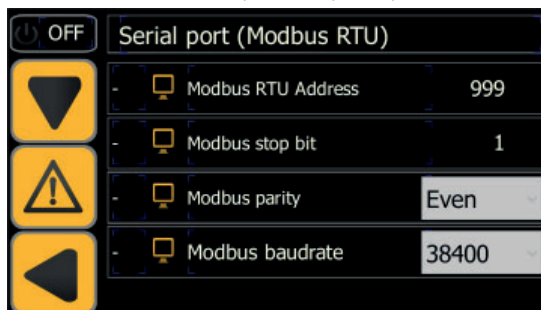 OFF Serial port (Modbus RTU)
- Modbus RTU Address 999
- Modbus stop bit 1
- Modbus parity Even
- Modbus baudrate 38400